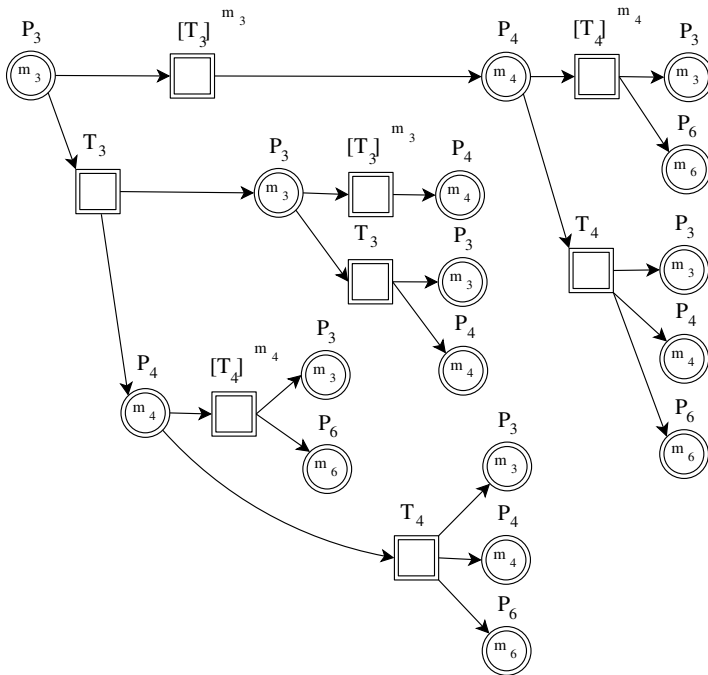 P3 [T3]^m3 P4 [T4]^m4 P3
m3 m4 m3
P6
m6
T3 P3 [T3]^m3 P4
m3 m4
T3 P3 T4 P3
m3 m3
P4 P4
m4 m4
P4 [T4]^m4 P3
m4 m3
P6 P6
m6 m6
P3
m3
T4 P4
m4
P6
m6